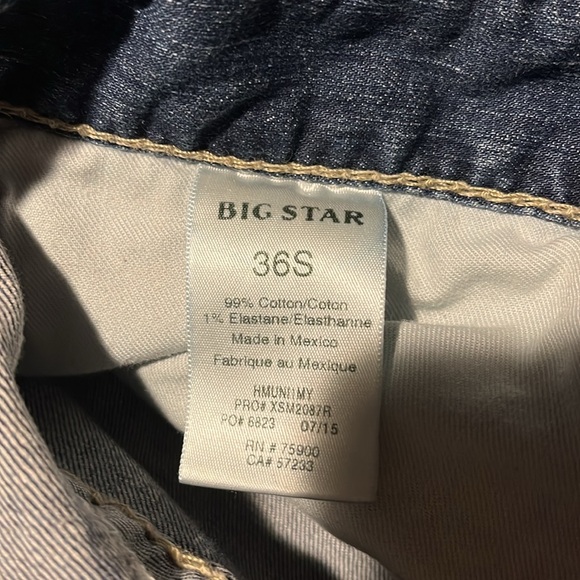 BIG STAR
36S
99% Cotton/Coton
1% Elastane/Elasthanne
Made in Mexico
Fabrique au Mexique
HMUNI1MY
PRO# XSM2087R
PO# 6823 07/15
RN # 75900
CA# 57233